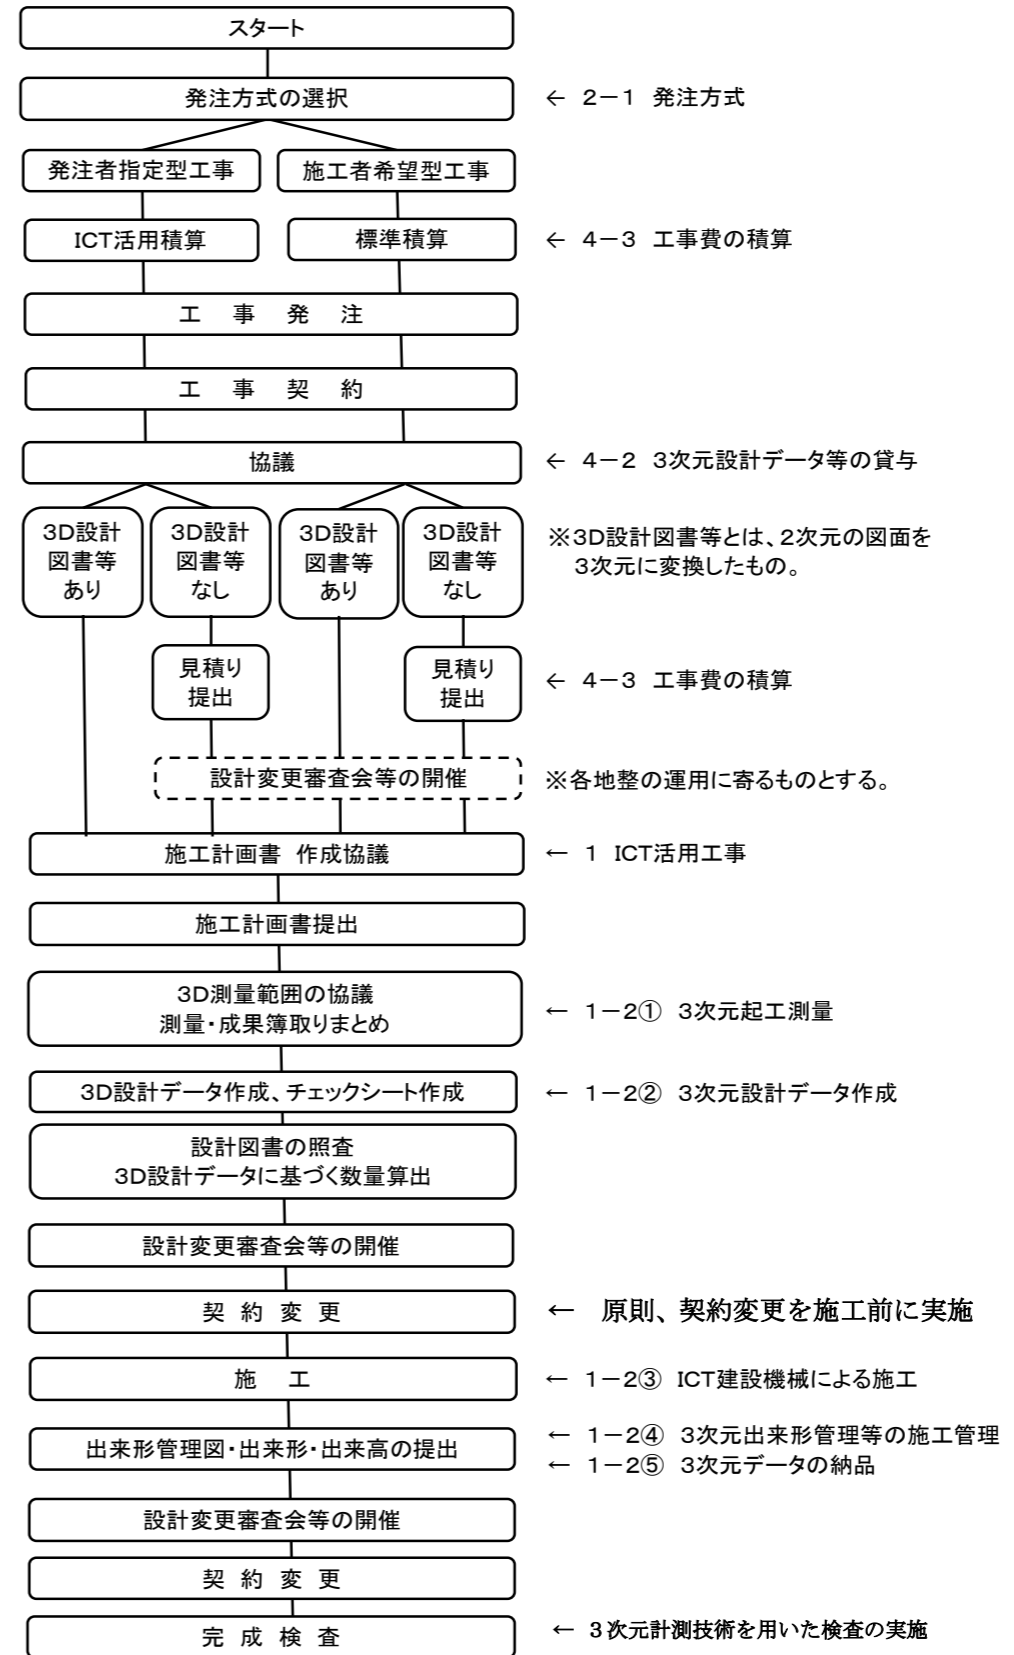 スタート
発注方式の選択
← 2－1 発注方式
発注者指定型工事
施工者希望型工事
ICT活用積算
標準積算
← 4－3 工事費の積算
工 事 発 注
工 事 契 約
協議
← 4－2 3次元設計データ等の貸与
3D設計
図書等
あり
3D設計
図書等
なし
3D設計
図書等
あり
3D設計
図書等
なし
※3D設計図書等とは、2次元の図面を
3次元に変換したもの。
見積り
提出
見積り
提出
← 4－3 工事費の積算
設計変更審査会等の開催
※各地整の運用に寄るものとする。
施工計画書 作成協議
← 1 ICT活用工事
施工計画書提出
3D測量範囲の協議
測量・成果簿取りまとめ
← 1－2① 3次元起工測量
3D設計データ作成、チェックシート作成
← 1－2② 3次元設計データ作成
設計図書の照査
3D設計データに基づく数量算出
設計変更審査会等の開催
契 約 変 更
← 原則、契約変更を施工前に実施
施 工
← 1－2③ ICT建設機械による施工
出来形管理図・出来形・出来高の提出
← 1－2④ 3次元出来形管理等の施工管理
← 1－2⑤ 3次元データの納品
設計変更審査会等の開催
契 約 変 更
完 成 検 査
← 3次元計測技術を用いた検査の実施